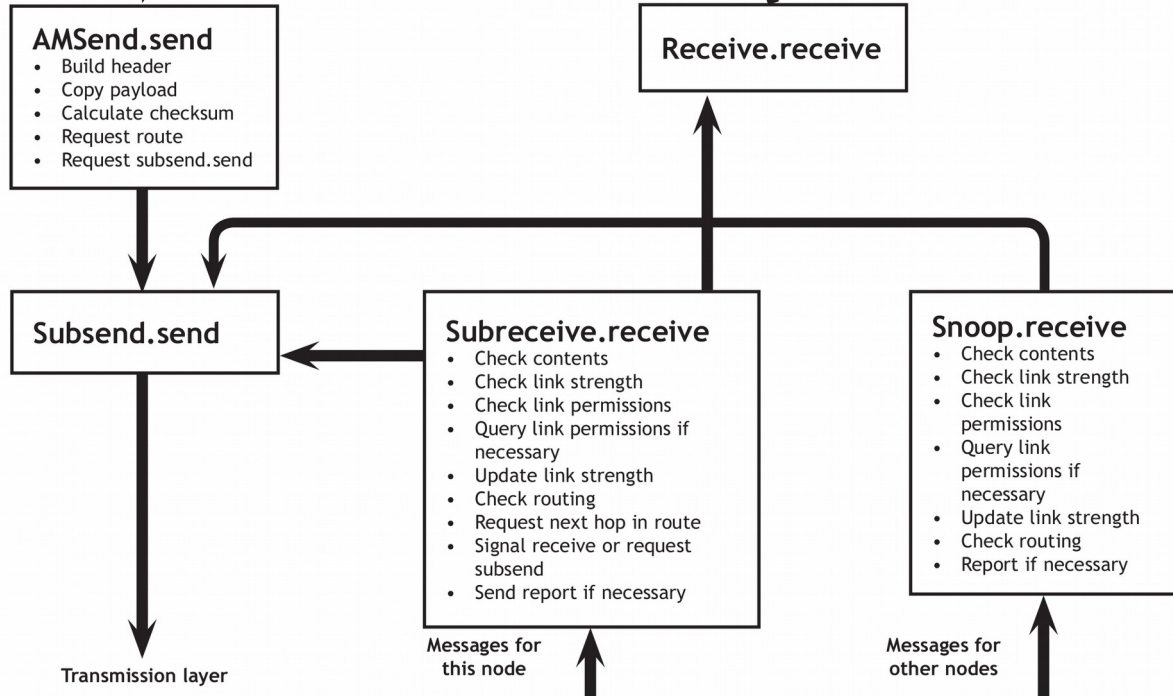 AMSend.send
• Build header
• Copy payload
• Calculate checksum
• Request route
• Request subsend.send
Receive.receive
Subsend.send
Subreceive.receive
• Check contents
• Check link strength
• Check link permissions
• Query link permissions if
necessary
• Update link strength
• Check routing
• Request next hop in route
• Signal receive or request
subsend
• Send report if necessary
Snoop.receive
• Check contents
• Check link strength
• Check link
permissions
• Query link
permissions if
necessary
• Update link strength
• Check routing
• Report if necessary
Transmission layer
Messages for
this node
Messages for
other nodes